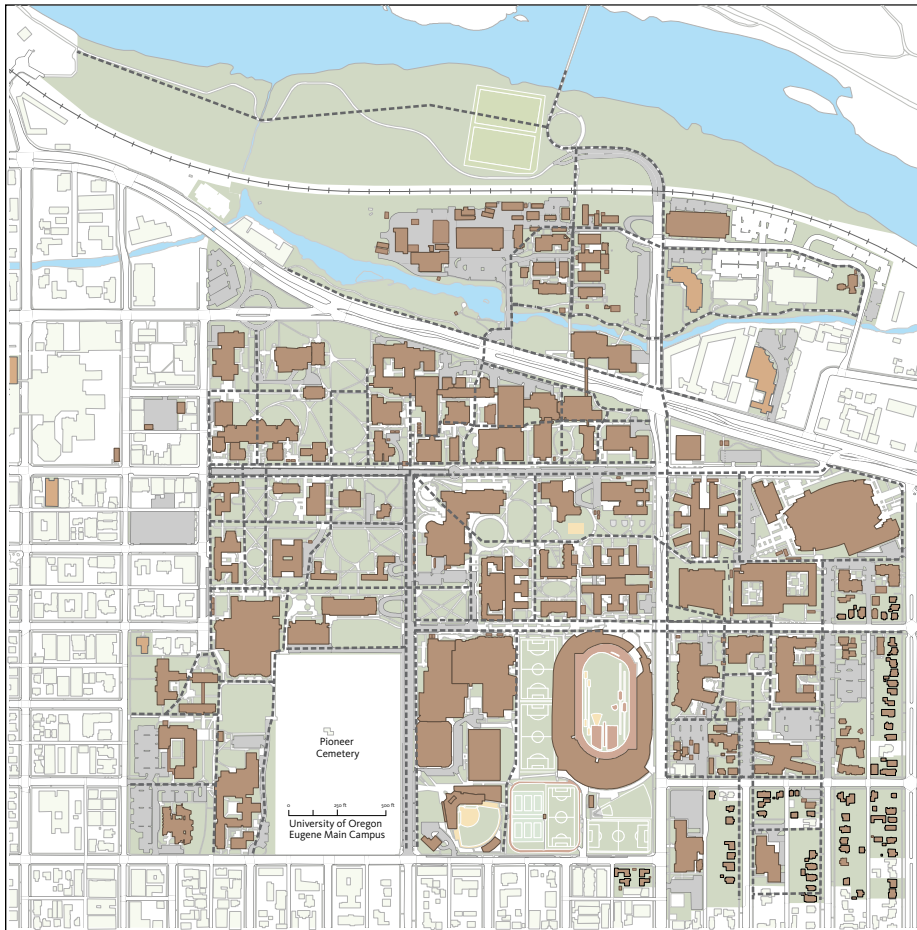 Pioneer
Cemetery
0 250 ft 500 ft
University of Oregon
Eugene Main Campus